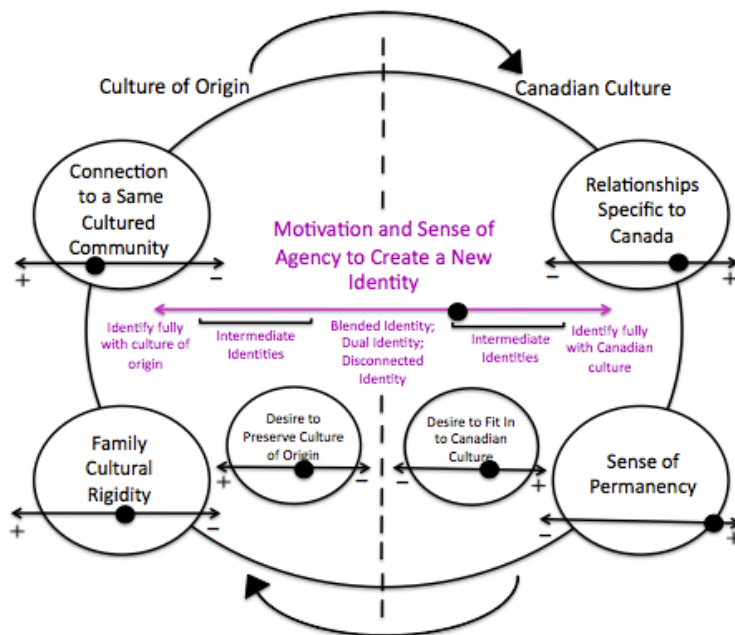 Culture of Origin
Canadian Culture
Connection
to a Same
Cultured
Community
+
–
Relationships
Specific to
Canada
–
+
Motivation and Sense of
Agency to Create a New
Identity
Identify fully
with culture of
origin
Intermediate
Identities
Blended Identity;
Dual Identity;
Disconnected
Identity
Intermediate
Identities
Identify fully
with Canadian
culture
Family
Cultural
Rigidity
+
–
Desire to
Preserve Culture
of Origin
+
–
Desire to Fit In
to Canadian
Culture
–
+
Sense of
Permanency
–
+